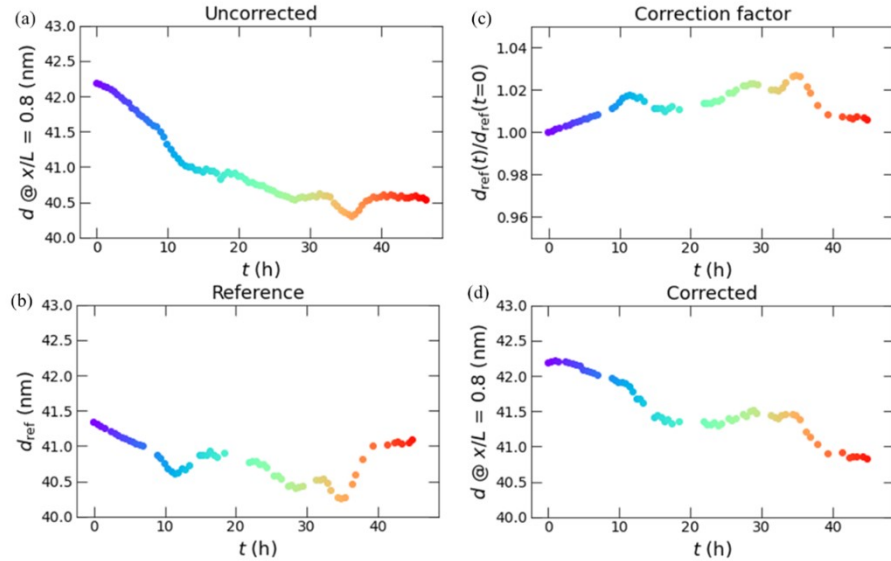 (a)
Uncorrected
43.0
42.5
42.0
41.5
41.0
40.5
40.0
d @ x/L = 0.8 (nm)
0 10 20 30 40
t (h)
(c)
Correction factor
1.04
1.02
1.00
0.98
0.96
d_ref(t)/d_ref(t=0)
0 10 20 30 40
t (h)
(b)
Reference
43.0
42.5
42.0
41.5
41.0
40.5
40.0
d_ref (nm)
0 10 20 30 40
t (h)
(d)
Corrected
43.0
42.5
42.0
41.5
41.0
40.5
40.0
d @ x/L = 0.8 (nm)
0 10 20 30 40
t (h)